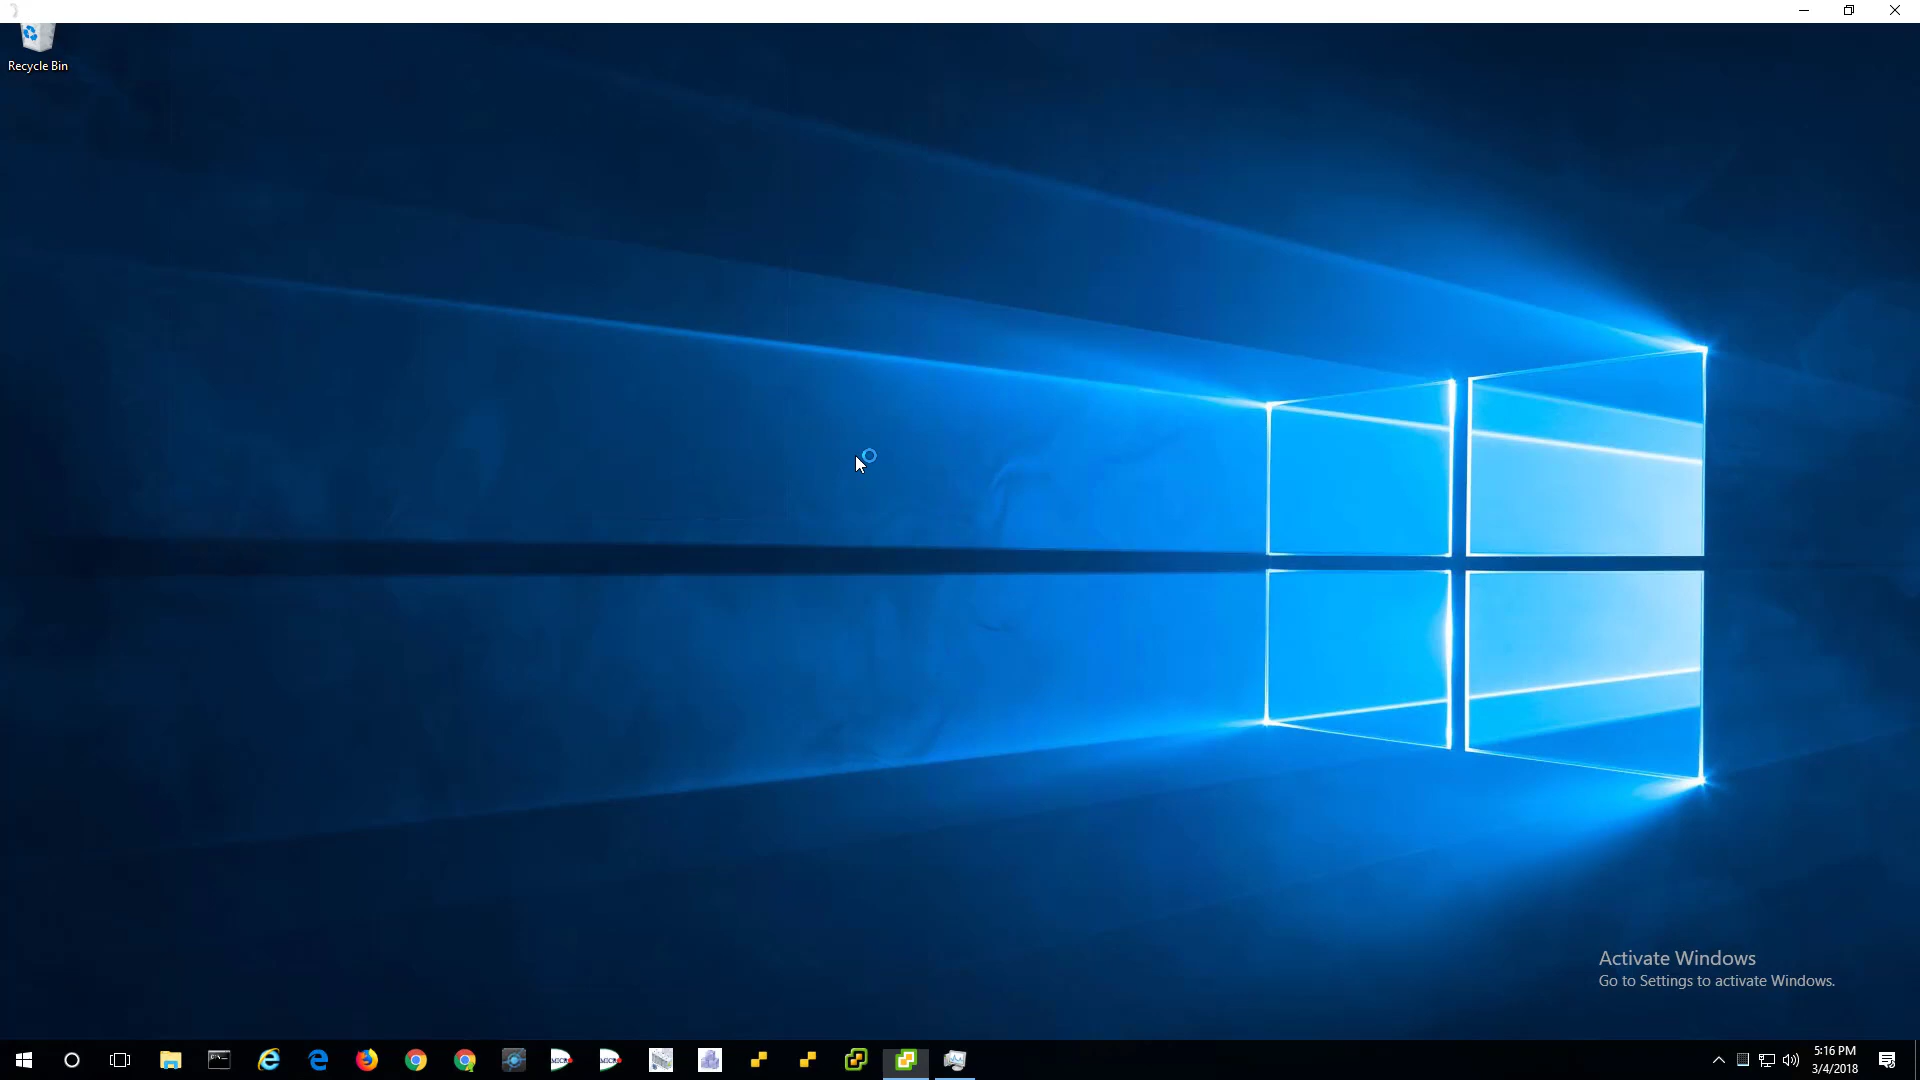 Recycle Bin
Activate Windows
Go to Settings to activate Windows.
5:16 PM
3/4/2018